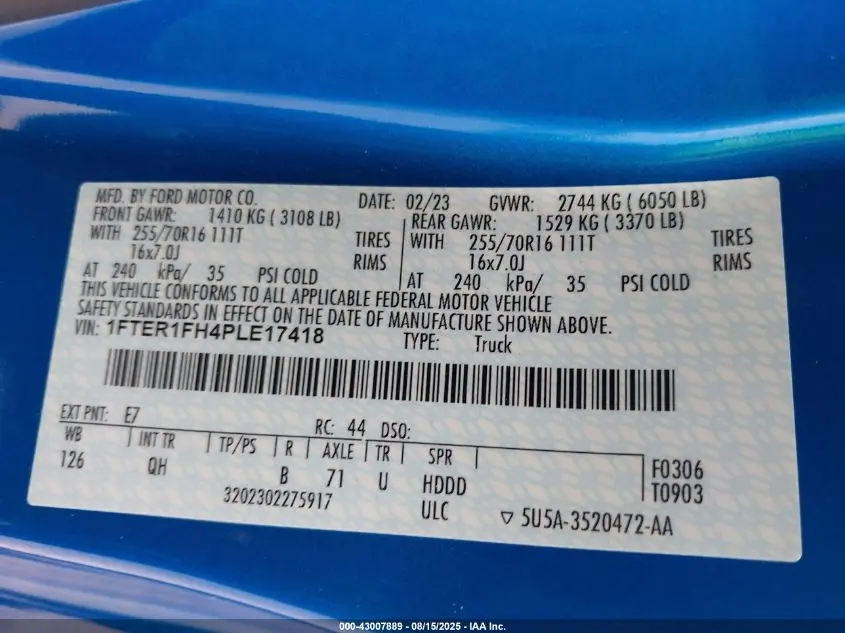 MFD. BY FORD MOTOR CO. DATE: 02/23 GVWR: 2744 KG ( 6050 LB)
FRONT GAWR: 1410 KG ( 3108 LB) REAR GAWR: 1529 KG ( 3370 LB)
WITH 255/70R16 111T TIRES WITH 255/70R16 111T TIRES
16x7.0J RIMS 16x7.0J RIMS
AT 240 kPa/ 35 PSI COLD AT 240 kPa/ 35 PSI COLD
THIS VEHICLE CONFORMS TO ALL APPLICABLE FEDERAL MOTOR VEHICLE
SAFETY STANDARDS IN EFFECT ON THE DATE OF MANUFACTURE SHOWN ABOVE.
VIN: 1FTER1FH4PLE17418 TYPE: Truck
EXT PNT: E7 RC: 44 DSO:
WB INT TR TP/PS R AXLE TR SPR
126 QH B 71 U HDDD F0306
T0903
3202302275917 ULC ▽ 5U5A-3520472-AA
000-43007889 - 08/15/2025 - IAA Inc.